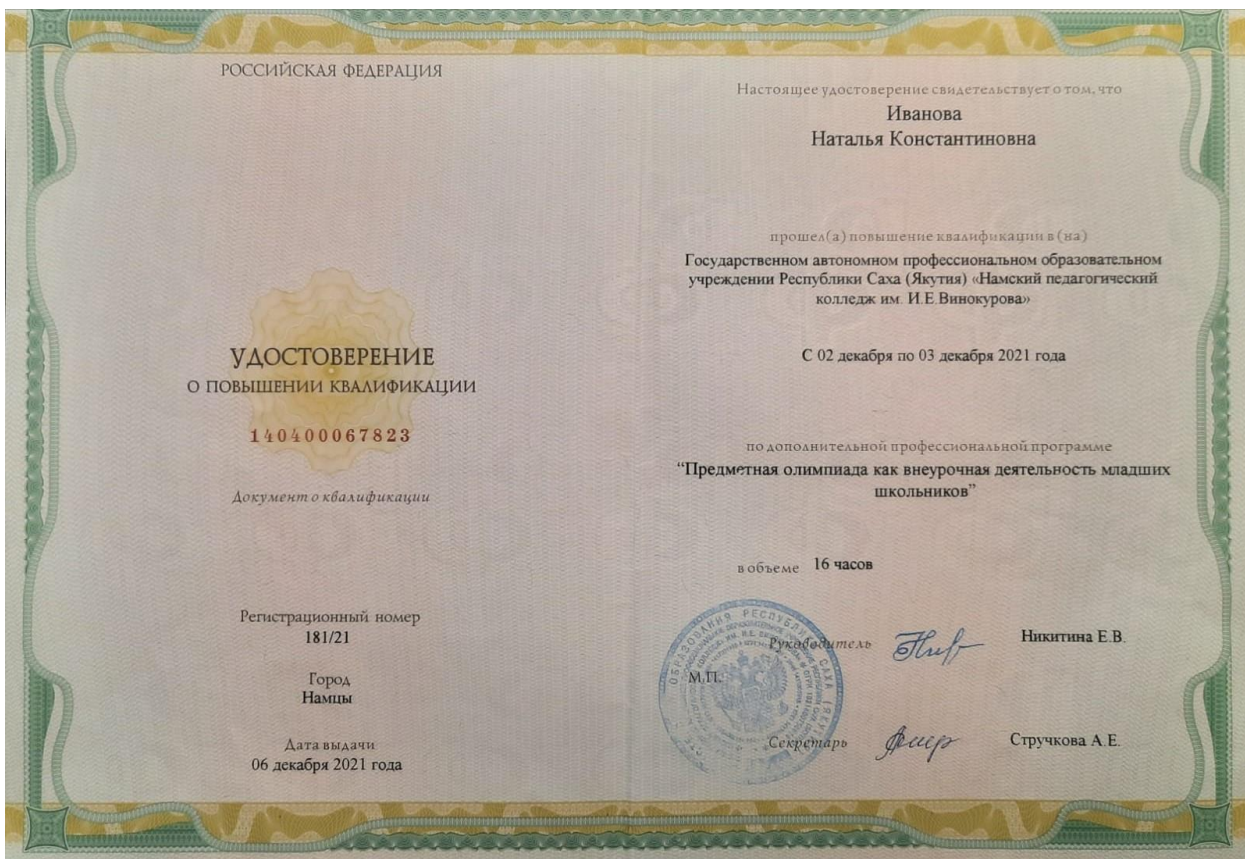 РОССИЙСКАЯ ФЕДЕРАЦИЯ
УДОСТОВЕРЕНИЕ
О ПОВЫШЕНИИ КВАЛИФИКАЦИИ
140400067823
Документ о квалификации
Регистрационный номер
181/21
Город
Намцы
Дата выдачи
06 декабря 2021 года
Настоящее удостоверение свидетельствует о том, что
Иванова
Наталья Константиновна
прошел(а) повышение квалификации в (на)
Государственном автономном профессиональном образовательном
учреждении Республики Саха (Якутия) «Намский педагогический
колледж им. И.Е.Винокурова»
С 02 декабря по 03 декабря 2021 года
по дополнительной профессиональной программе
“Предметная олимпиада как внеурочная деятельность младших
школьников”
в объеме 16 часов
Руководитель Никитина Е.В.
М.П.
Секретарь Стручкова А.Е.
ОБРАЗОВАНИЯ РЕСПУБЛИКИ САХА